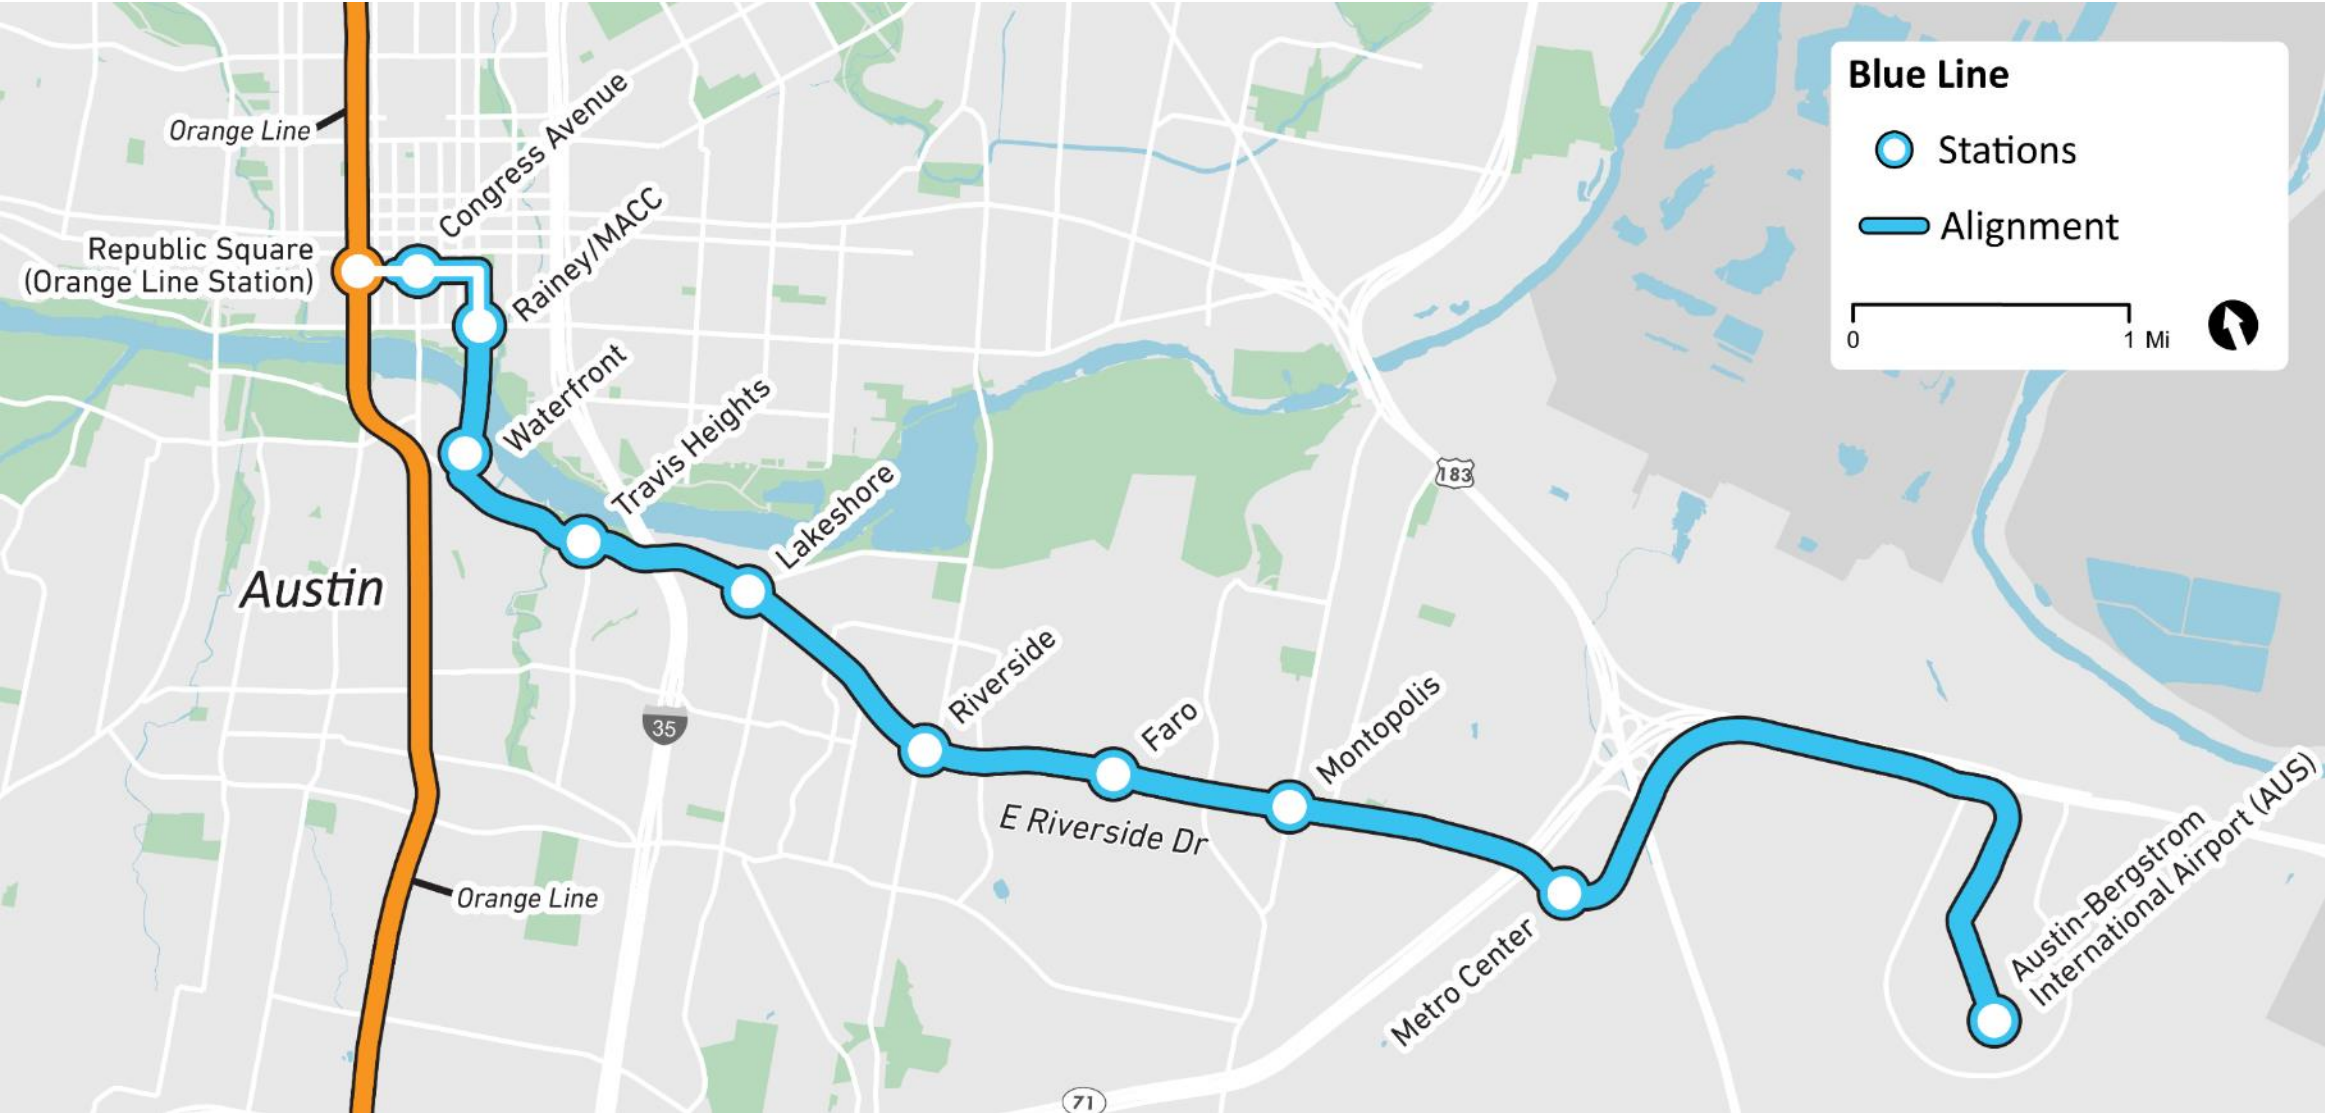 Blue Line
Stations
Alignment
0
1 Mi
Orange Line
Congress Avenue
Republic Square
(Orange Line Station)
Rainey/MACC
Waterfront
Travis Heights
Lakeshore
183
Austin
Riverside
35
Faro
Montopolis
E Riverside Dr
Orange Line
Metro Center
Austin-Bergstrom
International Airport (AUS)
71